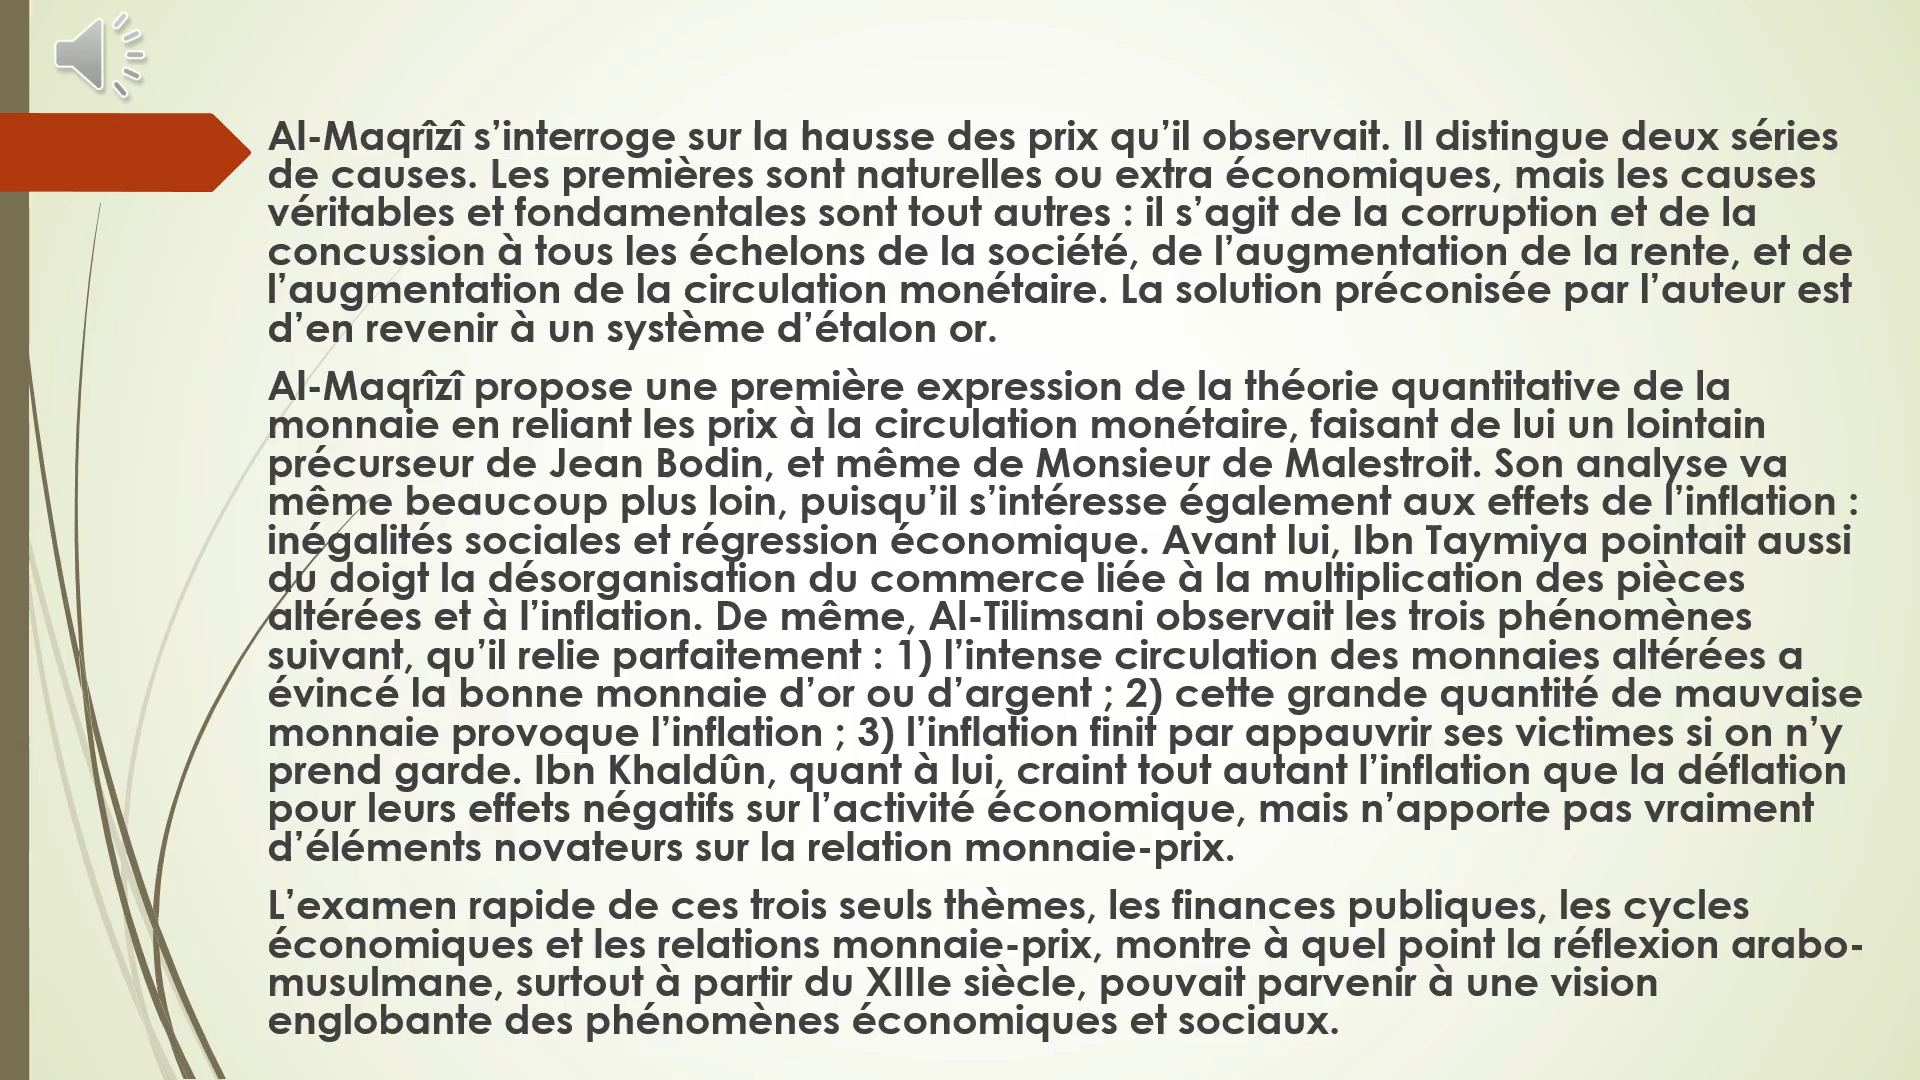 Al-Maqrîzî s’interroge sur la hausse des prix qu’il observait. Il distingue deux séries
de causes. Les premières sont naturelles ou extra économiques, mais les causes
véritables et fondamentales sont tout autres : il s’agit de la corruption et de la
concussion à tous les échelons de la société, de l’augmentation de la rente, et de
l’augmentation de la circulation monétaire. La solution préconisée par l’auteur est
d’en revenir à un système d’étalon or.
Al-Maqrîzî propose une première expression de la théorie quantitative de la
monnaie en reliant les prix à la circulation monétaire, faisant de lui un lointain
précurseur de Jean Bodin, et même de Monsieur de Malestroit. Son analyse va
même beaucoup plus loin, puisqu’il s’intéresse également aux effets de l’inflation :
inégalités sociales et régression économique. Avant lui, Ibn Taymiya pointait aussi
du doigt la désorganisation du commerce liée à la multiplication des pièces
altérées et à l’inflation. De même, Al-Tilimsani observait les trois phénomènes
suivant, qu’il relie parfaitement : 1) l’intense circulation des monnaies altérées a
évincé la bonne monnaie d’or ou d’argent ; 2) cette grande quantité de mauvaise
monnaie provoque l’inflation ; 3) l’inflation finit par appauvrir ses victimes si on n’y
prend garde. Ibn Khaldûn, quant à lui, craint tout autant l’inflation que la déflation
pour leurs effets négatifs sur l’activité économique, mais n’apporte pas vraiment
d’éléments novateurs sur la relation monnaie-prix.
L’examen rapide de ces trois seuls thèmes, les finances publiques, les cycles
économiques et les relations monnaie-prix, montre à quel point la réflexion arabo-
musulmane, surtout à partir du XIIIe siècle, pouvait parvenir à une vision
englobante des phénomènes économiques et sociaux.